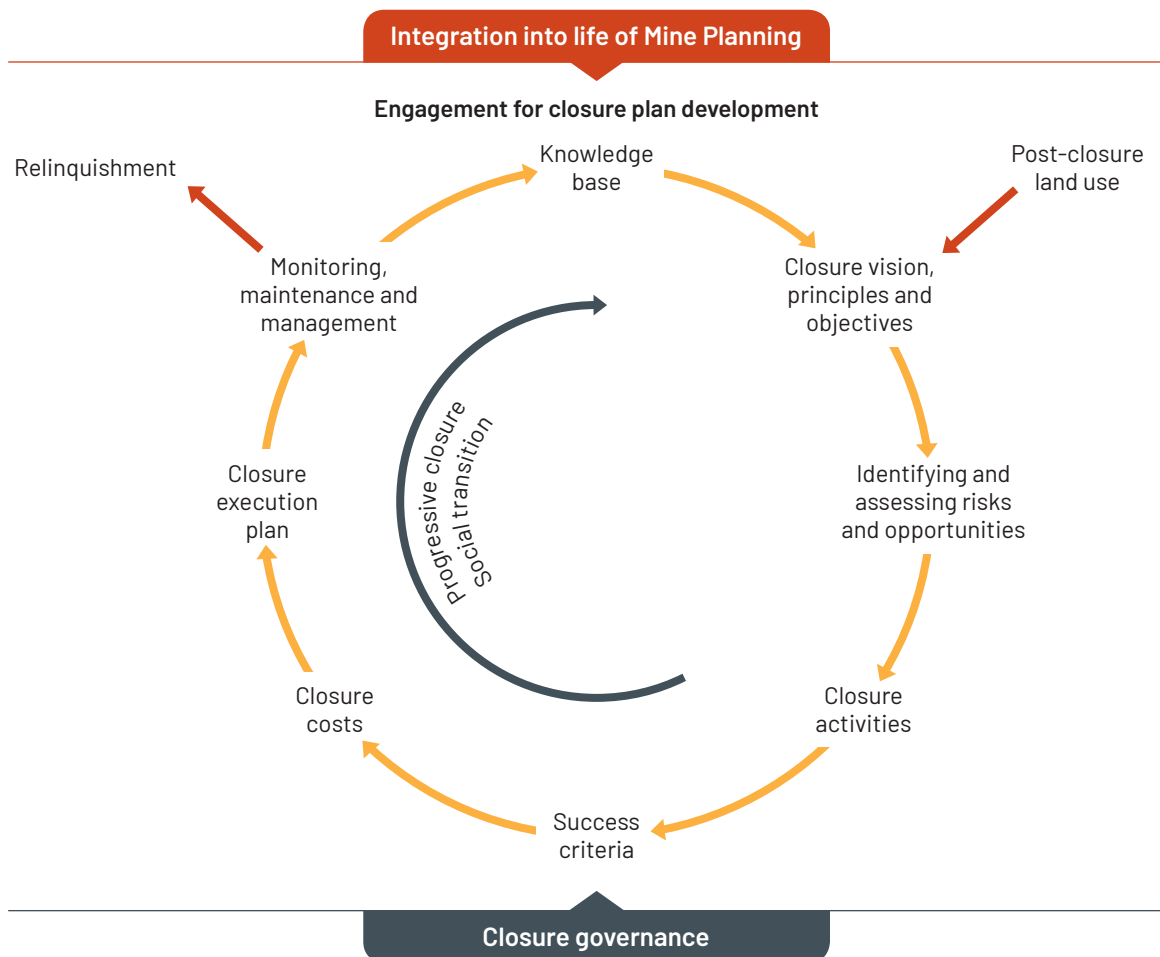 Integration into life of Mine Planning
Engagement for closure plan development
Knowledge
base
Post-closure
land use
Closure vision,
principles and
objectives
Identifying and
assessing risks
and opportunities
Closure
activities
Success
criteria
Closure
costs
Closure
execution
plan
Monitoring,
maintenance and
management
Relinquishment
Progressive closure
Social transition
Closure governance